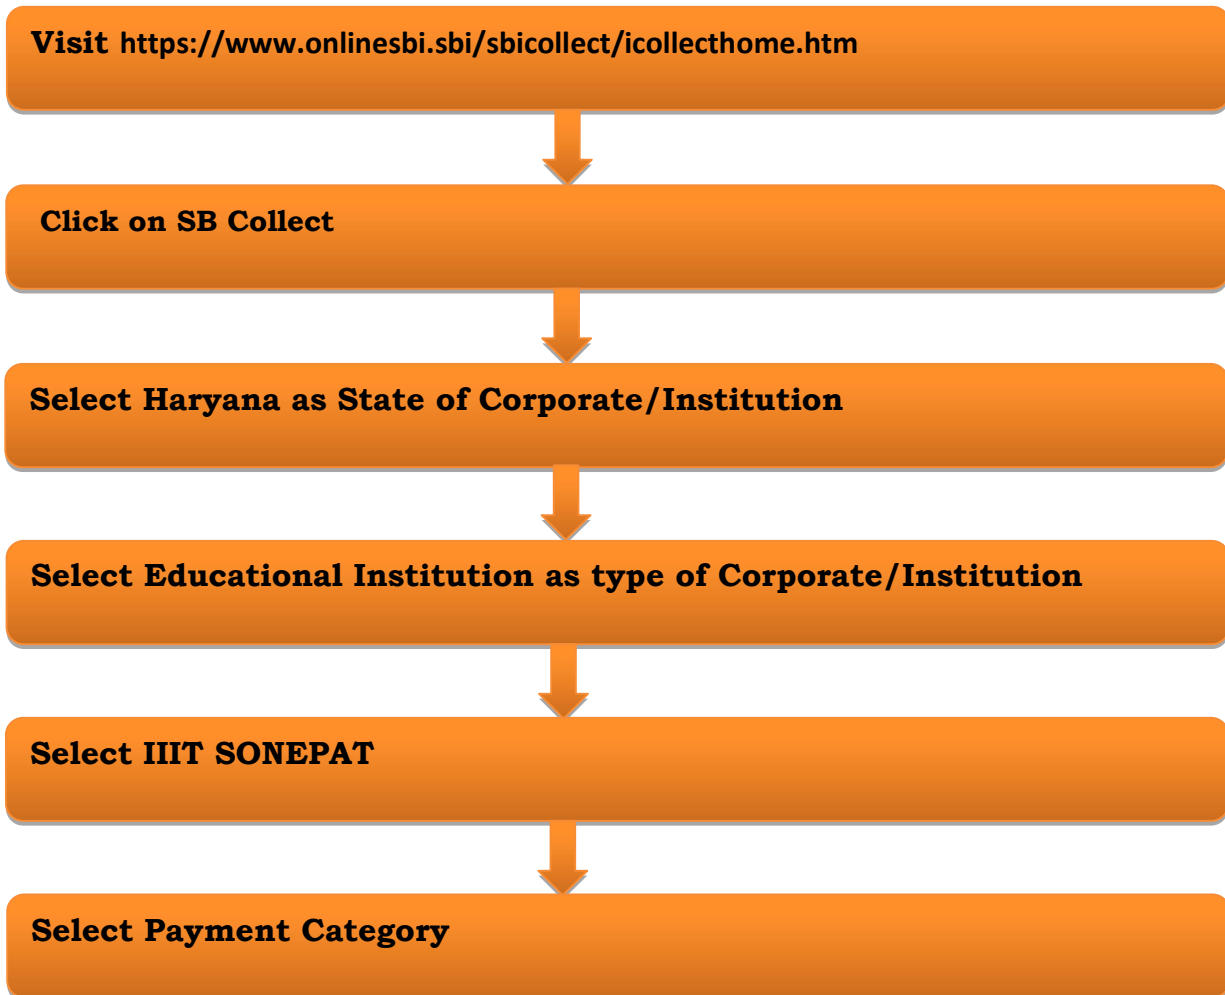 Visit https://www.onlinesbi.sbi/sbicollect/icollecthome.htm
Click on SB Collect
Select Haryana as State of Corporate/Institution
Select Educational Institution as type of Corporate/Institution
Select IIIT SONEPAT
Select Payment Category